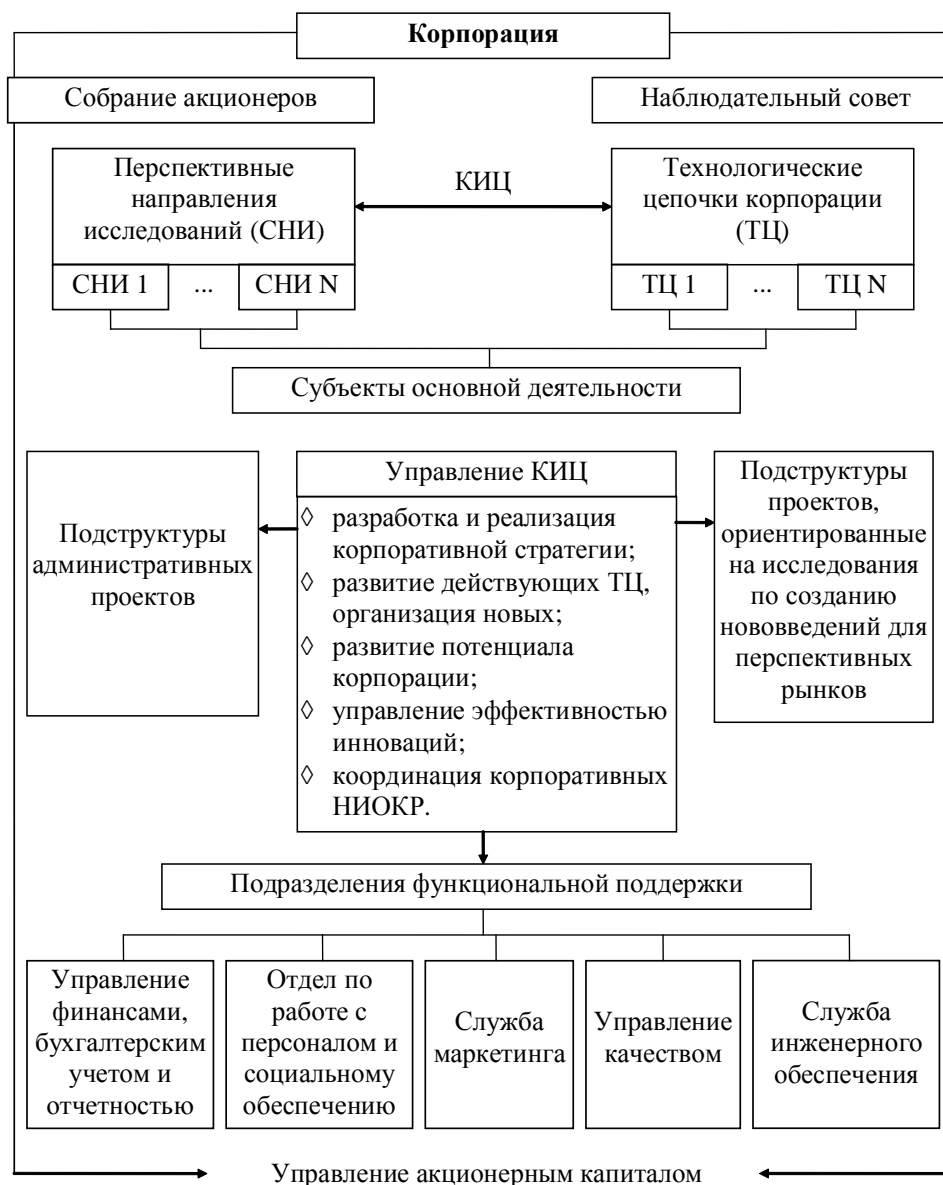 Корпорация
Собрание акционеров
Наблюдательный совет
Перспективные
направления
исследований (СНИ)
КИЦ
Технологические
цепочки корпорации
(ТЦ)
СНИ 1
...
СНИ N
ТЦ 1
...
ТЦ N
Субъекты основной деятельности
Подструктуры
административных
проектов
Управление КИЦ
◊ разработка и реализация
корпоративной стратегии;
◊ развитие действующих ТЦ,
организация новых;
◊ развитие потенциала
корпорации;
◊ управление эффективностью
инноваций;
◊ координация корпоративных
НИОКР.
Подструктуры
проектов,
ориентированные
на исследования
по созданию
нововведений для
перспективных
рынков
Подразделения функциональной поддержки
Управление
финансами,
бухгалтерским
учетом и
отчетностью
Отдел по
работе с
персоналом и
социальному
обеспечению
Служба
маркетинга
Управление
качеством
Служба
инженерного
обеспечения
Управление акционерным капиталом